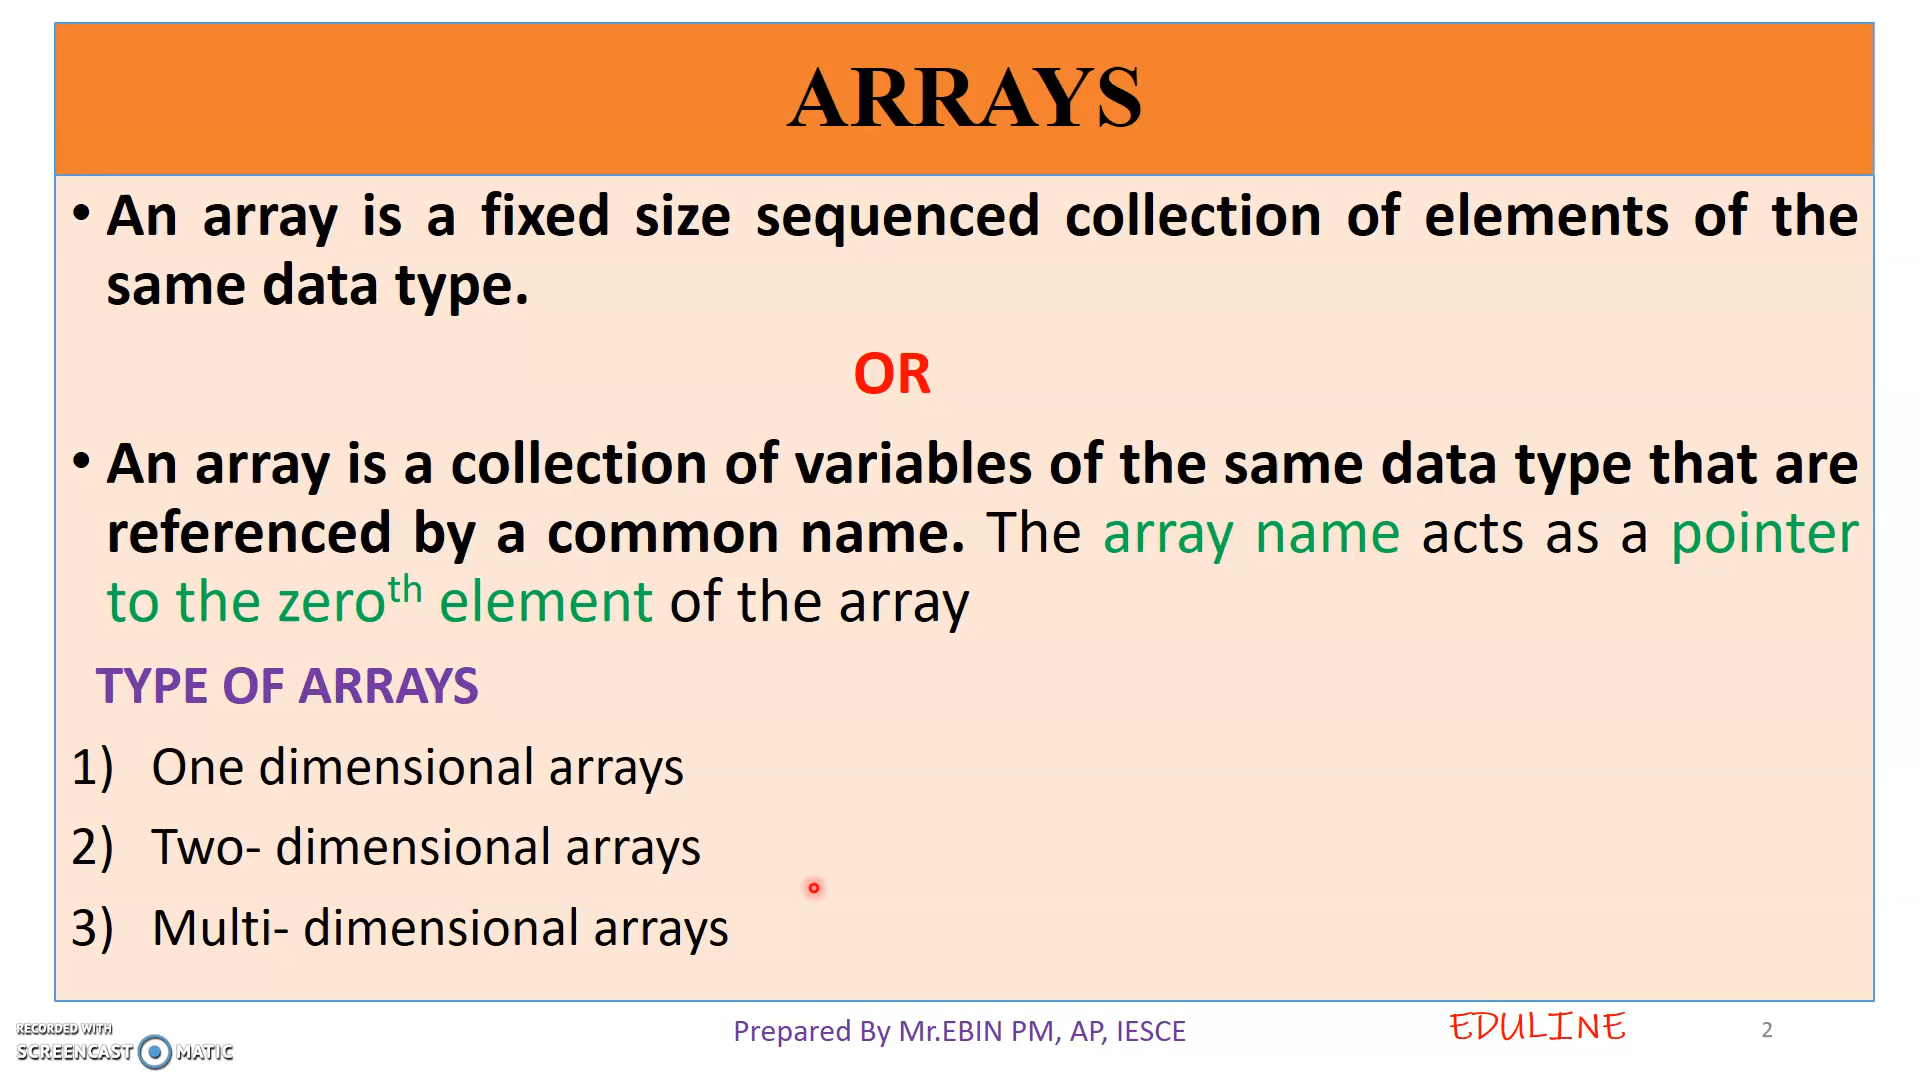 ARRAYS
• An array is a fixed size sequenced collection of elements of the
same data type.
OR
• An array is a collection of variables of the same data type that are
referenced by a common name. The array name acts as a pointer
to the zeroth element of the array
TYPE OF ARRAYS
1) One dimensional arrays
2) Two- dimensional arrays
3) Multi- dimensional arrays
RECORDED WITH
SCREENCAST MATIC
Prepared By Mr.EBIN PM, AP, IESCE
EDULINE
2